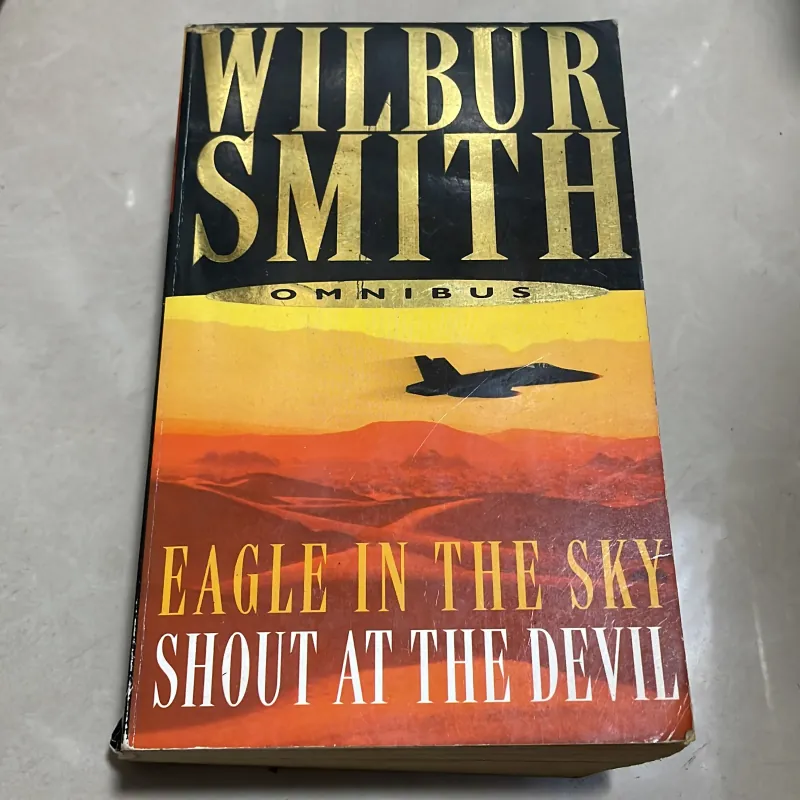 WILBUR
SMITH
OMNIBUS
EAGLE IN THE SKY
SHOUT AT THE DEVIL